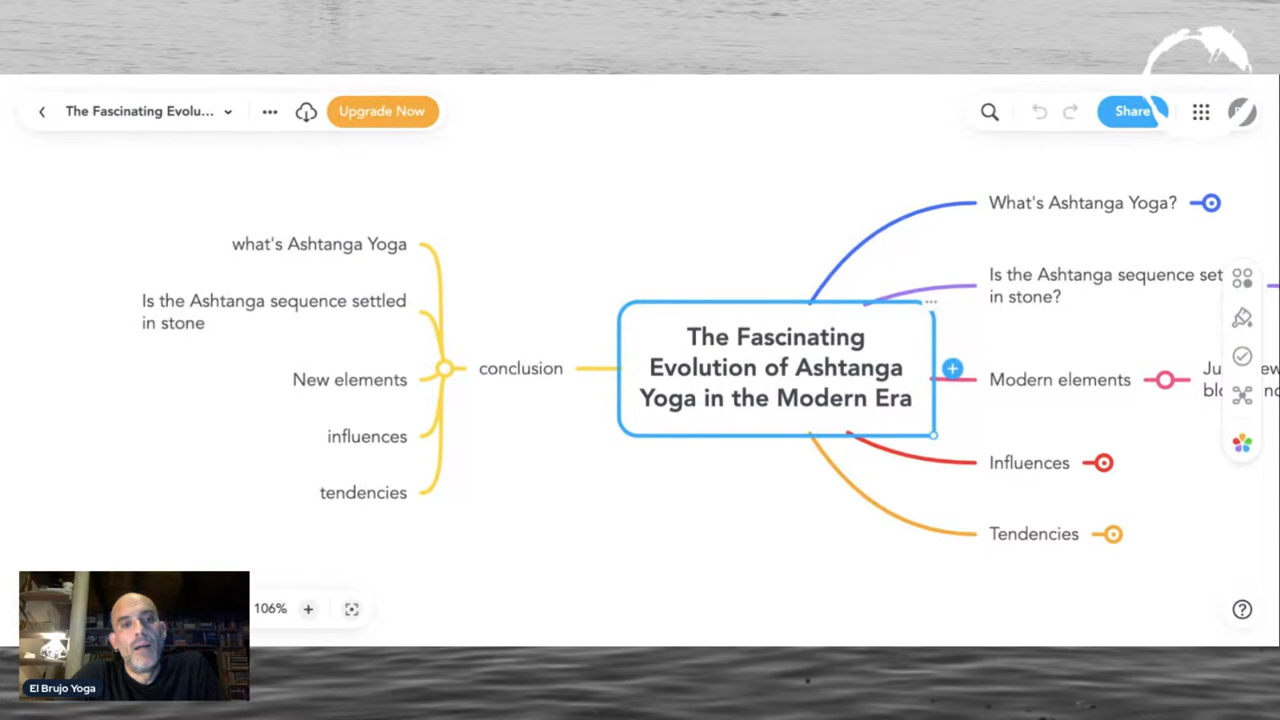 The Fascinating Evolu...
Upgrade Now
Share
what's Ashtanga Yoga
Is the Ashtanga sequence settled
in stone
New elements
influences
tendencies
conclusion
The Fascinating
Evolution of Ashtanga
Yoga in the Modern Era
What's Ashtanga Yoga?
Is the Ashtanga sequence set
in stone?
Modern elements
Influences
Tendencies
106%
El Brujo Yoga